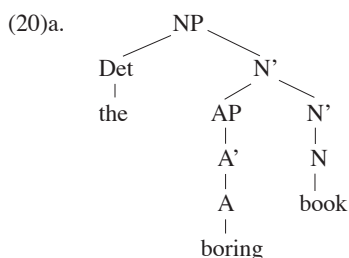 (20)a. NP
Det N’
the AP N’
A’ N
A book
boring